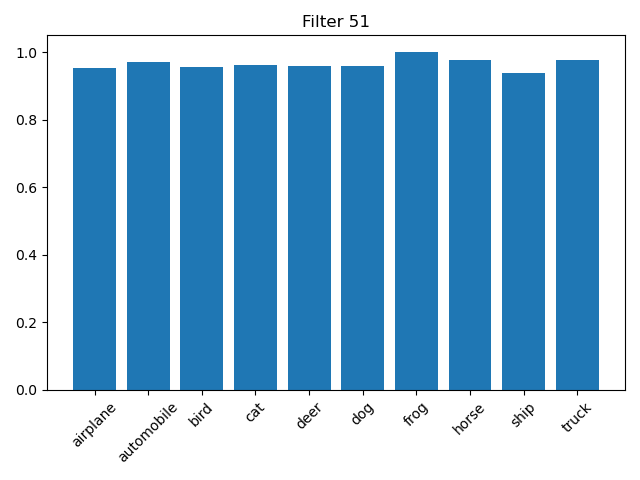 Filter 51
1.0
0.8
0.6
0.4
0.2
0.0
airplane
automobile
bird
cat
deer
dog
frog
horse
ship
truck